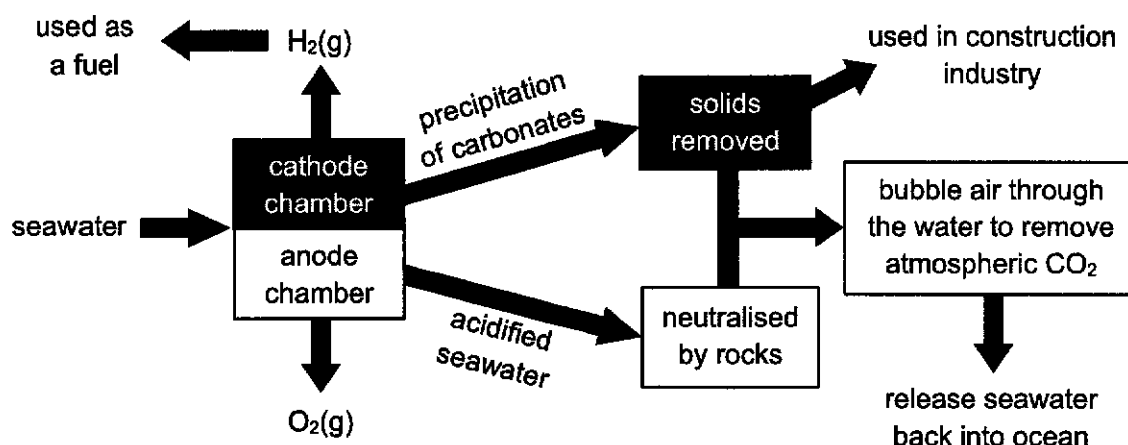 used as
a fuel
H₂(g)
used in construction
industry
precipitation
of carbonates
solids
removed
cathode
chamber
seawater
anode
chamber
bubble air through
the water to remove
atmospheric CO₂
acidified
seawater
neutralised
by rocks
O₂(g)
release seawater
back into ocean